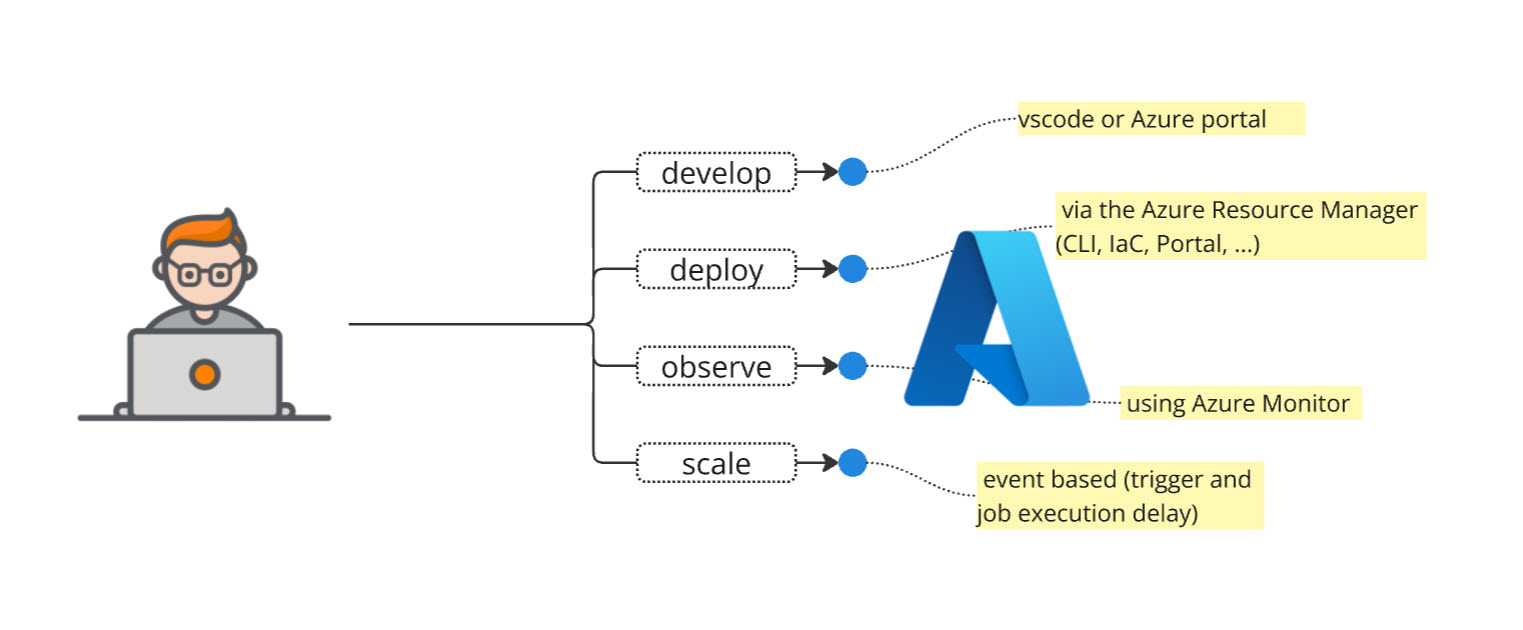 vscode or Azure portal
develop
via the Azure Resource Manager
(CLI, IaC, Portal, ...)
deploy
observe
using Azure Monitor
scale
event based (trigger and
job execution delay)